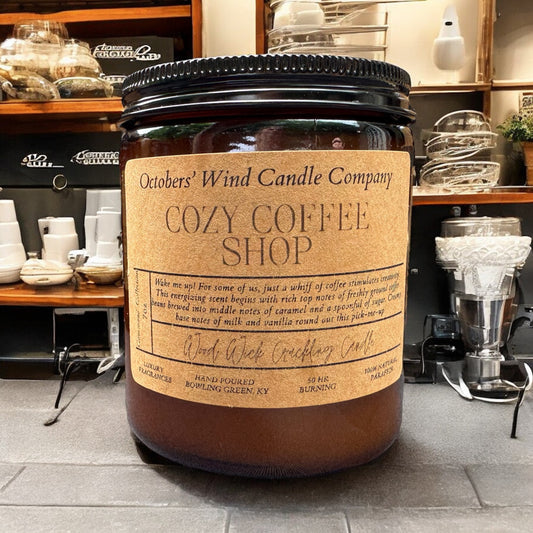 Octobers' Wind Candle Company
COZY COFFEE
SHOP
Wake me up! For some of us, just a whiff of coffee stimulates creativity.
This energizing scent begins with rich top notes of freshly ground coffee
beans brewed into middle notes of caramel and a spoonful of sugar. Creamy
base notes of milk and vanilla round out this pick-me-up
Wood Wick Crackling Candle
LUXURY
FRAGRANCES
HAND POURED
BOWLING GREEN, KY
50 HR
BURNING
100% NATURAL
PARAFFIN